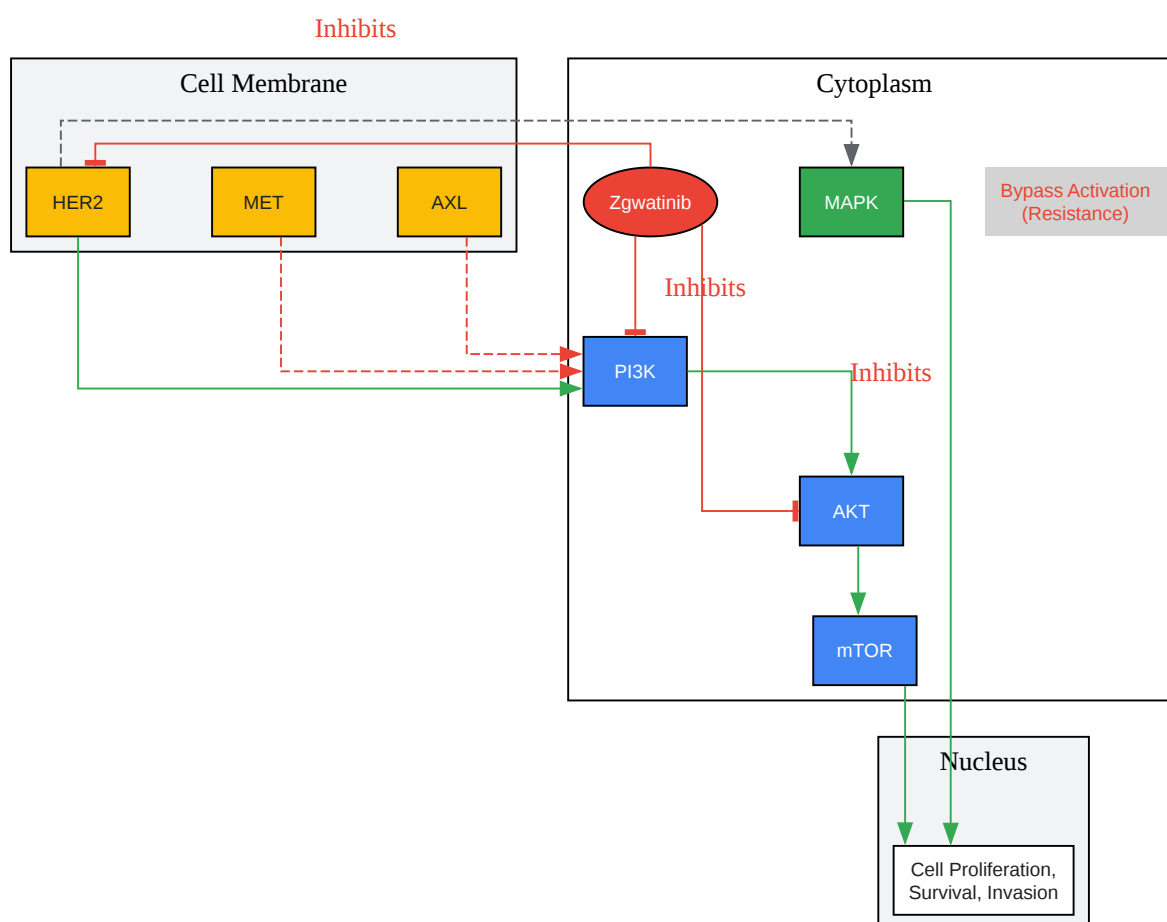 Inhibits
Cell Membrane
Cytoplasm
HER2
MET
AXL
Zgwatinib
MAPK
Bypass Activation
(Resistance)
Inhibits
PI3K
Inhibits
AKT
mTOR
Nucleus
Cell Proliferation,
Survival, Invasion